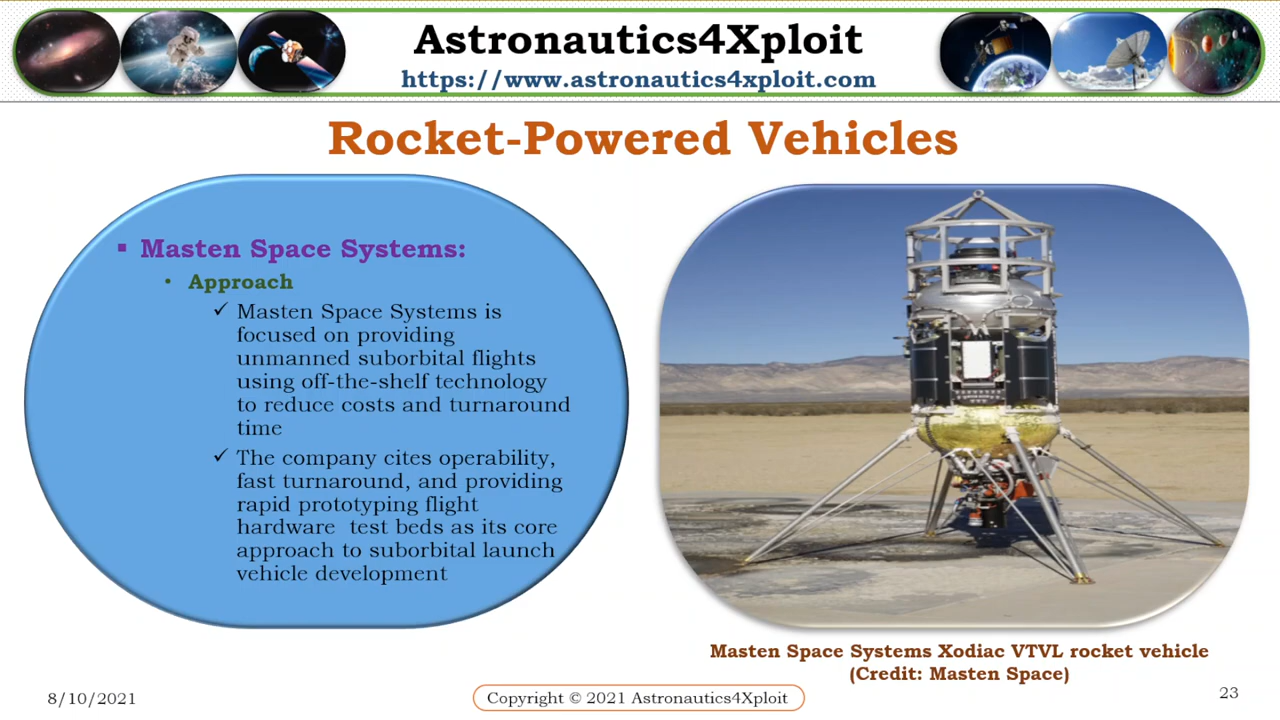 Astronautics4Xploit
https://www.astronautics4xploit.com
Rocket-Powered Vehicles
▪ Masten Space Systems:
• Approach
✓ Masten Space Systems is
focused on providing
unmanned suborbital flights
using off-the-shelf technology
to reduce costs and turnaround
time
✓ The company cites operability,
fast turnaround, and providing
rapid prototyping flight
hardware test beds as its core
approach to suborbital launch
vehicle development
Masten Space Systems Xodiac VTVL rocket vehicle
(Credit: Masten Space)
8/10/2021
Copyright © 2021 Astronautics4Xploit
23